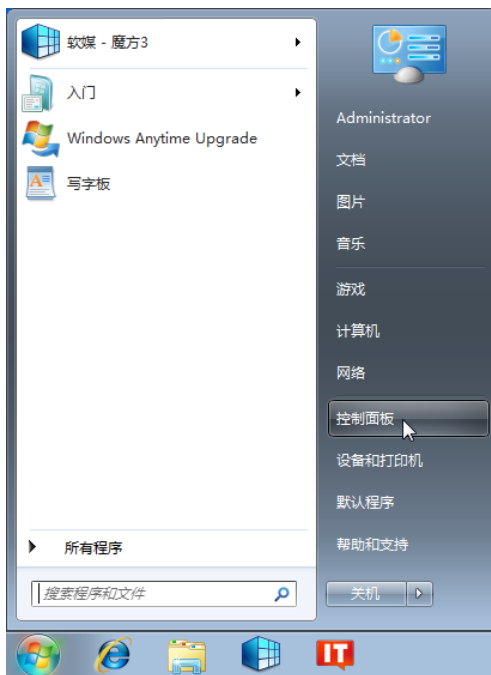 软媒 - 魔方3
入门
Windows Anytime Upgrade
写字板
所有程序
搜索程序和文件
Administrator
文档
图片
音乐
游戏
计算机
网络
控制面板
设备和打印机
默认程序
帮助和支持
关机
IT